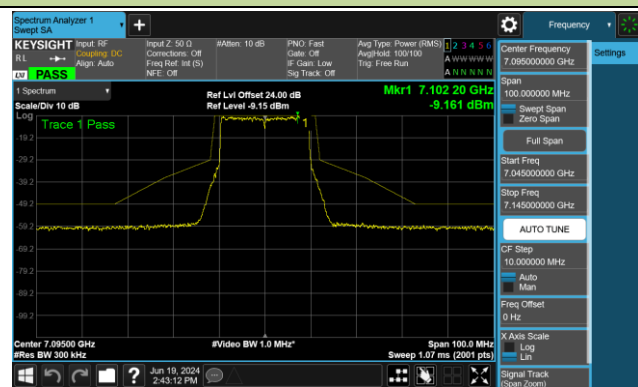 Spectrum Analyzer 1
Swept SA
Frequency
KEYSIGHT
Input: RF
Coupling: DC
Align: Auto
Input Z: 50 Ω
Corrections: Off
Freq Ref: Int (S)
NFE: Off
#Atten: 10 dB
PNO: Fast
Gate: Off
IF Gain: Low
Sig Track: Off
Avg Type: Power (RMS)
Avg|Hold: 100/100
Trig: Free Run
1 2 3 4 5 6
A W W W W W
A N N N N N
R L
LXI
PASS
1 Spectrum
Scale/Div 10 dB
Ref Lvl Offset 24.00 dB
Ref Level -9.15 dBm
Mkr1 7.102 20 GHz
-9.161 dBm
Log
Trace 1 Pass
1
-19.2
-29.2
-39.2
-49.2
-59.2
-69.2
-79.2
-89.2
-99.2
Center 7.09500 GHz
#Res BW 300 kHz
#Video BW 1.0 MHz*
Span 100.0 MHz
Sweep 1.07 ms (2001 pts)
Jun 19, 2024
2:43:12 PM
Center Frequency
7.095000000 GHz
Settings
Span
100.000000 MHz
Swept Span
Zero Span
Full Span
Start Freq
7.045000000 GHz
Stop Freq
7.145000000 GHz
AUTO TUNE
CF Step
10.000000 MHz
Auto
Man
Freq Offset
0 Hz
X Axis Scale
Log
Lin
Signal Track
(Span Zoom)